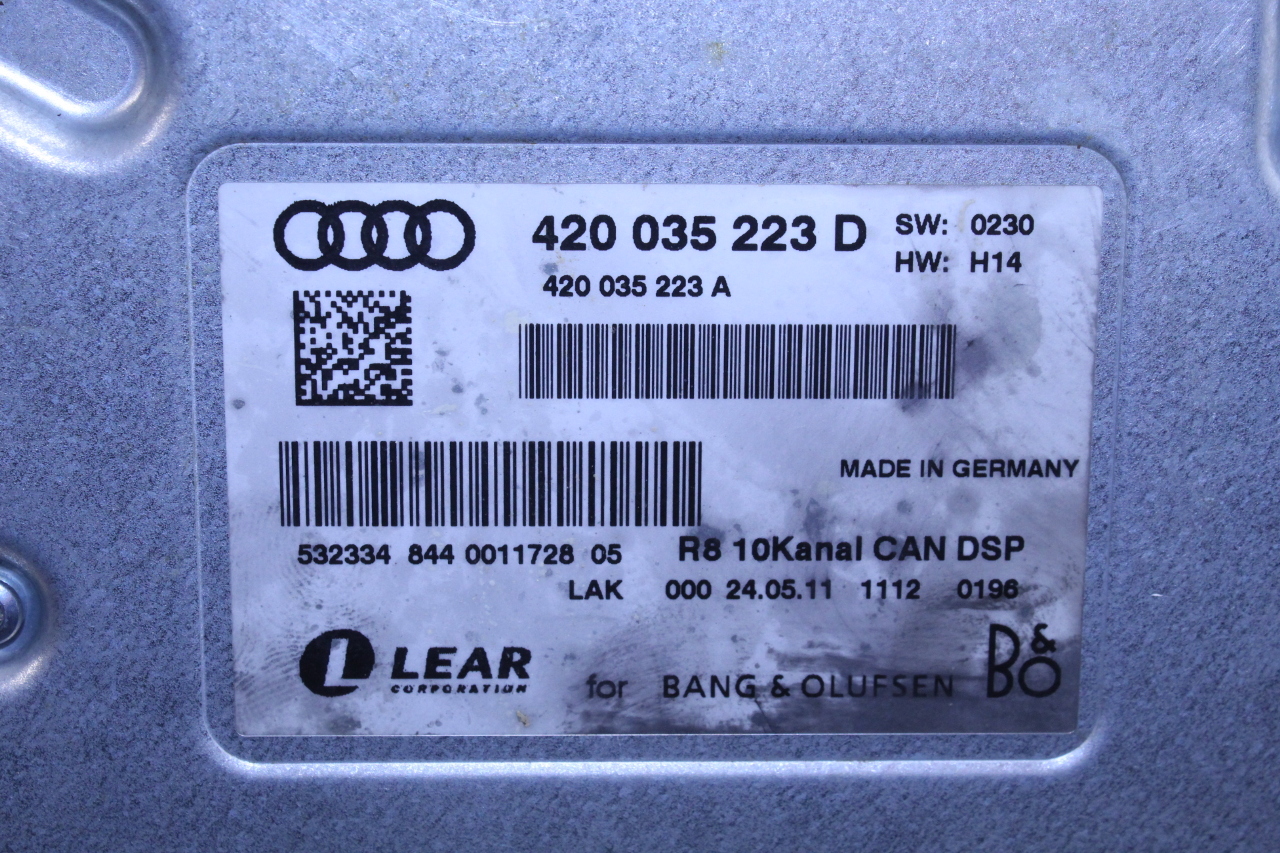 420 035 223 D
SW: 0230
420 035 223 A
HW: H14
MADE IN GERMANY
532334 844 0011728 05
R8 10Kanal CAN DSP
LAK 000 24.05.11 1112 0196
LEAR
CORPORATION
for BANG & OLUFSEN
B&O